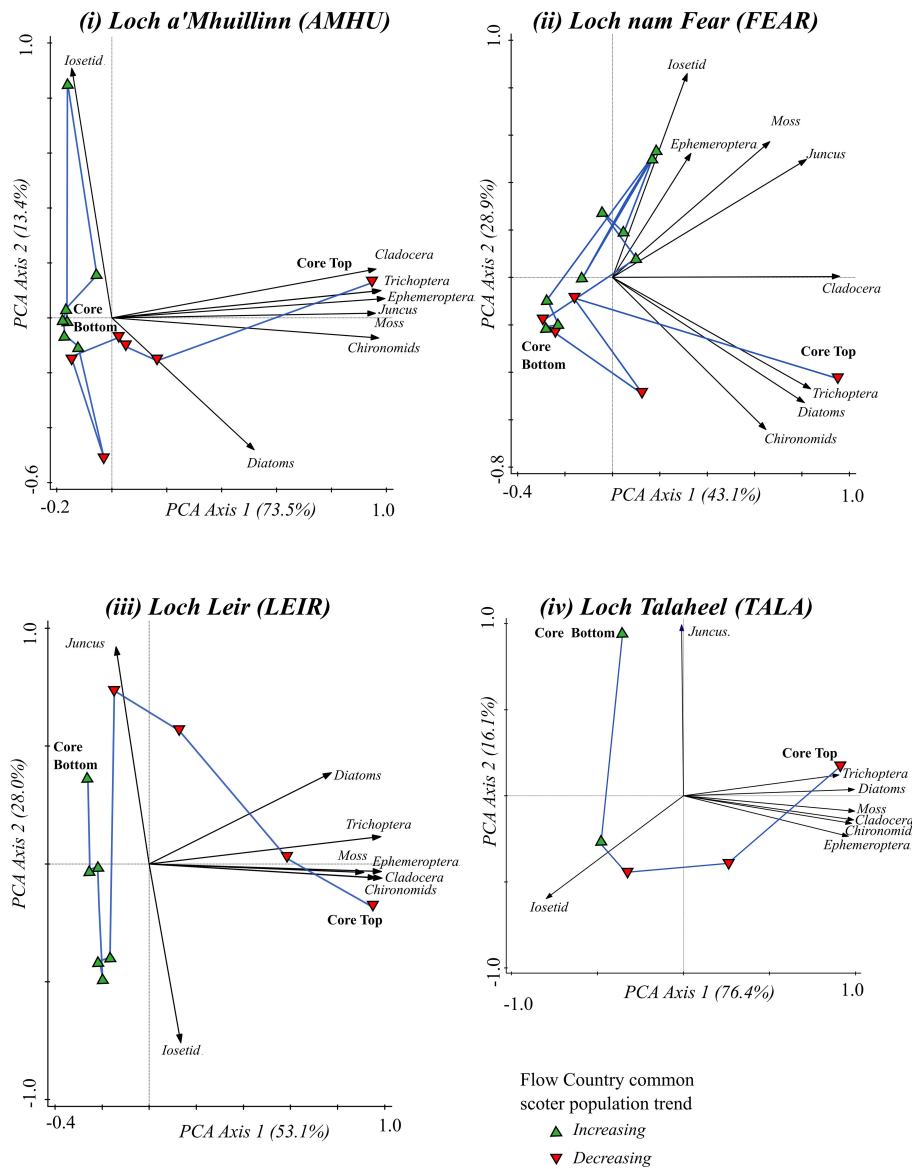 (i) Loch a'Mhuillinn (AMHU)
1.0
Iosetid
PCA Axis 2 (13.4%)
Core Top
Cladocera
Trichoptera
Ephemeroptera
Juncus
Moss
Chironomids
Core
Bottom
Diatoms
-0.6
-0.2
PCA Axis 1 (73.5%)
1.0
(ii) Loch nam Fear (FEAR)
1.0
Iosetid
Moss
Ephemeroptera
Juncus
PCA Axis 2 (28.9%)
Cladocera
Core
Bottom
Core Top
Trichoptera
Diatoms
Chironomids
-0.8
-0.4
PCA Axis 1 (43.1%)
1.0
(iii) Loch Leir (LEIR)
1.0
Juncus
Core
Bottom
PCA Axis 2 (28.0%)
Diatoms
Trichoptera
Moss
Ephemeroptera
Cladocera
Chironomids
Core Top
Iosetid
-1.0
-0.4
PCA Axis 1 (53.1%)
1.0
(iv) Loch Talaheel (TALA)
1.0
Core Bottom
Juncus.
PCA Axis 2 (16.1%)
Core Top
Trichoptera
Diatoms
Moss
Cladocera
Chironomids
Ephemeroptera
Iosetid
-1.0
-1.0
PCA Axis 1 (76.4%)
1.0
Flow Country common
scoter population trend
Increasing
Decreasing